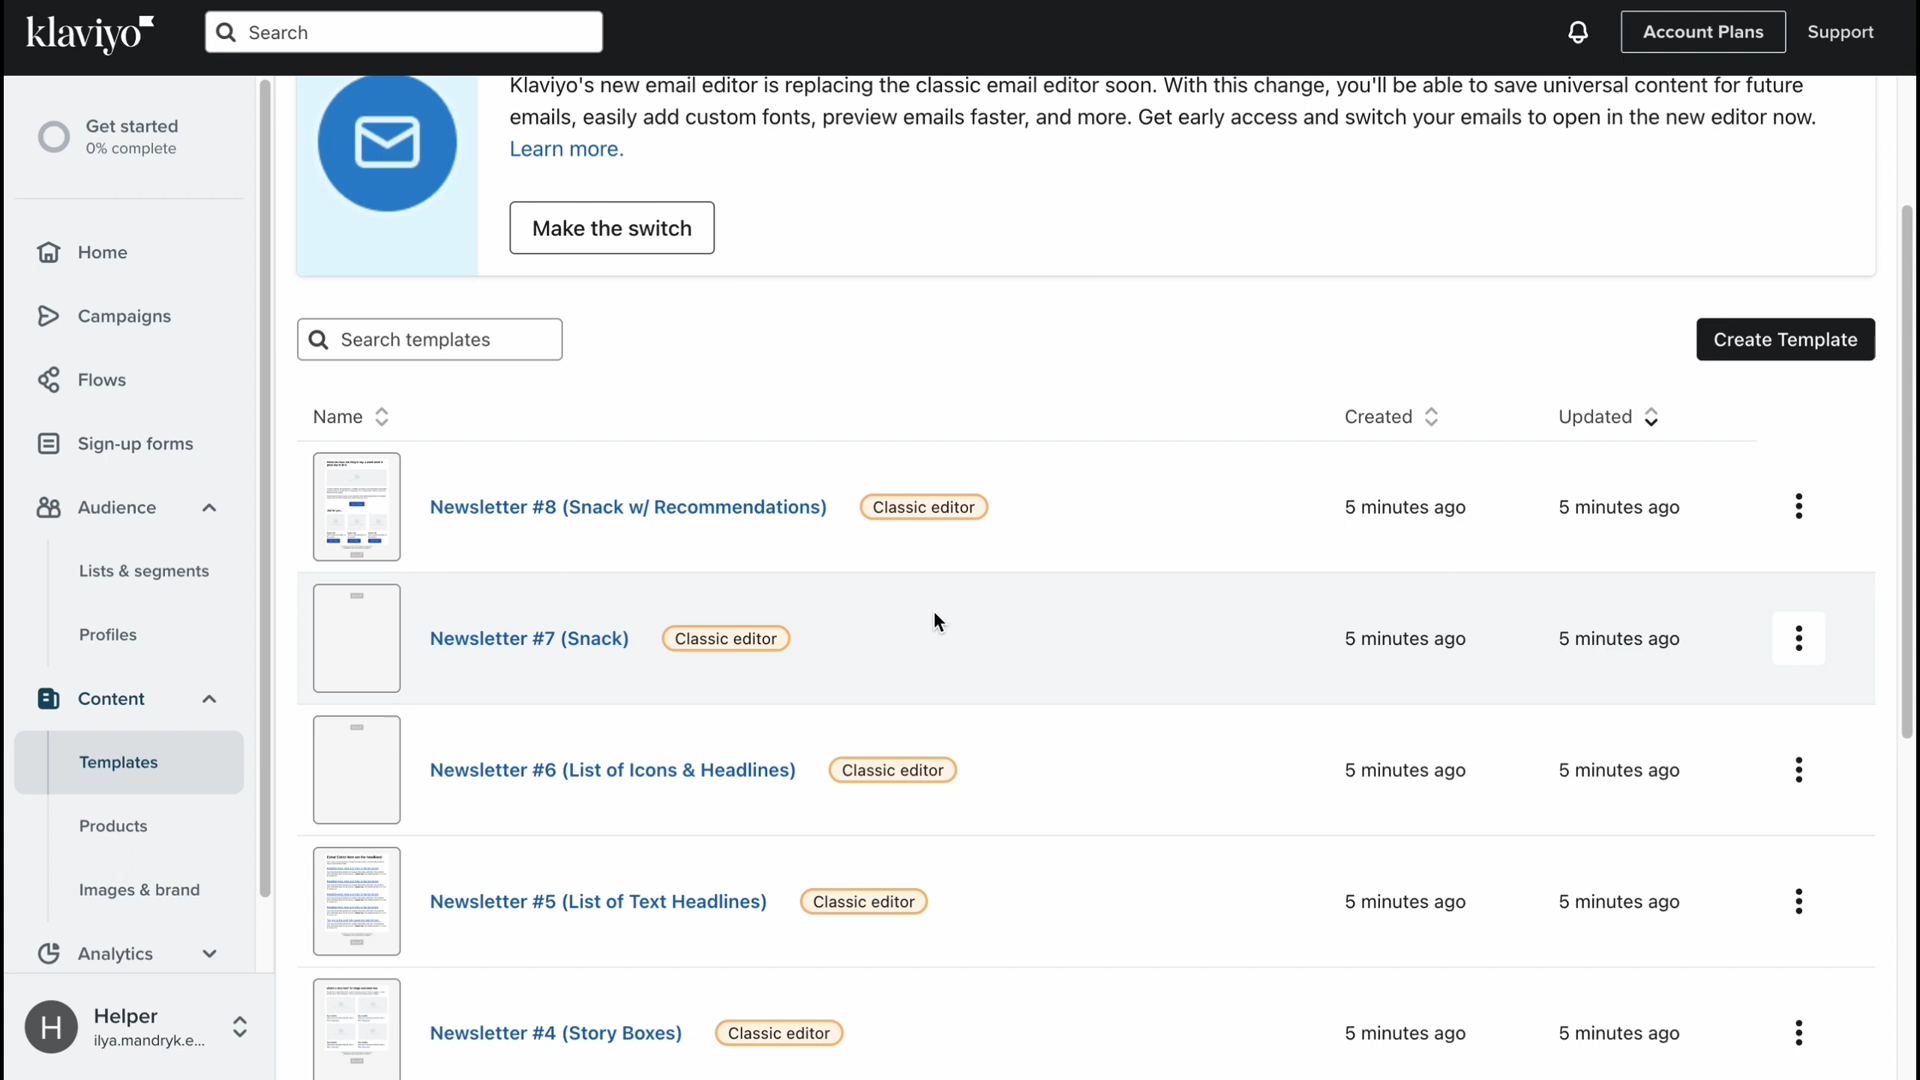 klaviyo
Search
Account Plans
Support
Get started
0% complete
Home
Campaigns
Flows
Sign-up forms
Audience
Lists & segments
Profiles
Content
Templates
Products
Images & brand
Analytics
H
Helper
ilya.mandryk.e...
Klaviyo's new email editor is replacing the classic email editor soon. With this change, you'll be able to save universal content for future
emails, easily add custom fonts, preview emails faster, and more. Get early access and switch your emails to open in the new editor now.
Learn more.
Make the switch
Search templates
Create Template
Name Created Updated
Newsletter #8 (Snack w/ Recommendations) Classic editor 5 minutes ago 5 minutes ago
Newsletter #7 (Snack) Classic editor 5 minutes ago 5 minutes ago
Newsletter #6 (List of Icons & Headlines) Classic editor 5 minutes ago 5 minutes ago
Newsletter #5 (List of Text Headlines) Classic editor 5 minutes ago 5 minutes ago
Newsletter #4 (Story Boxes) Classic editor 5 minutes ago 5 minutes ago